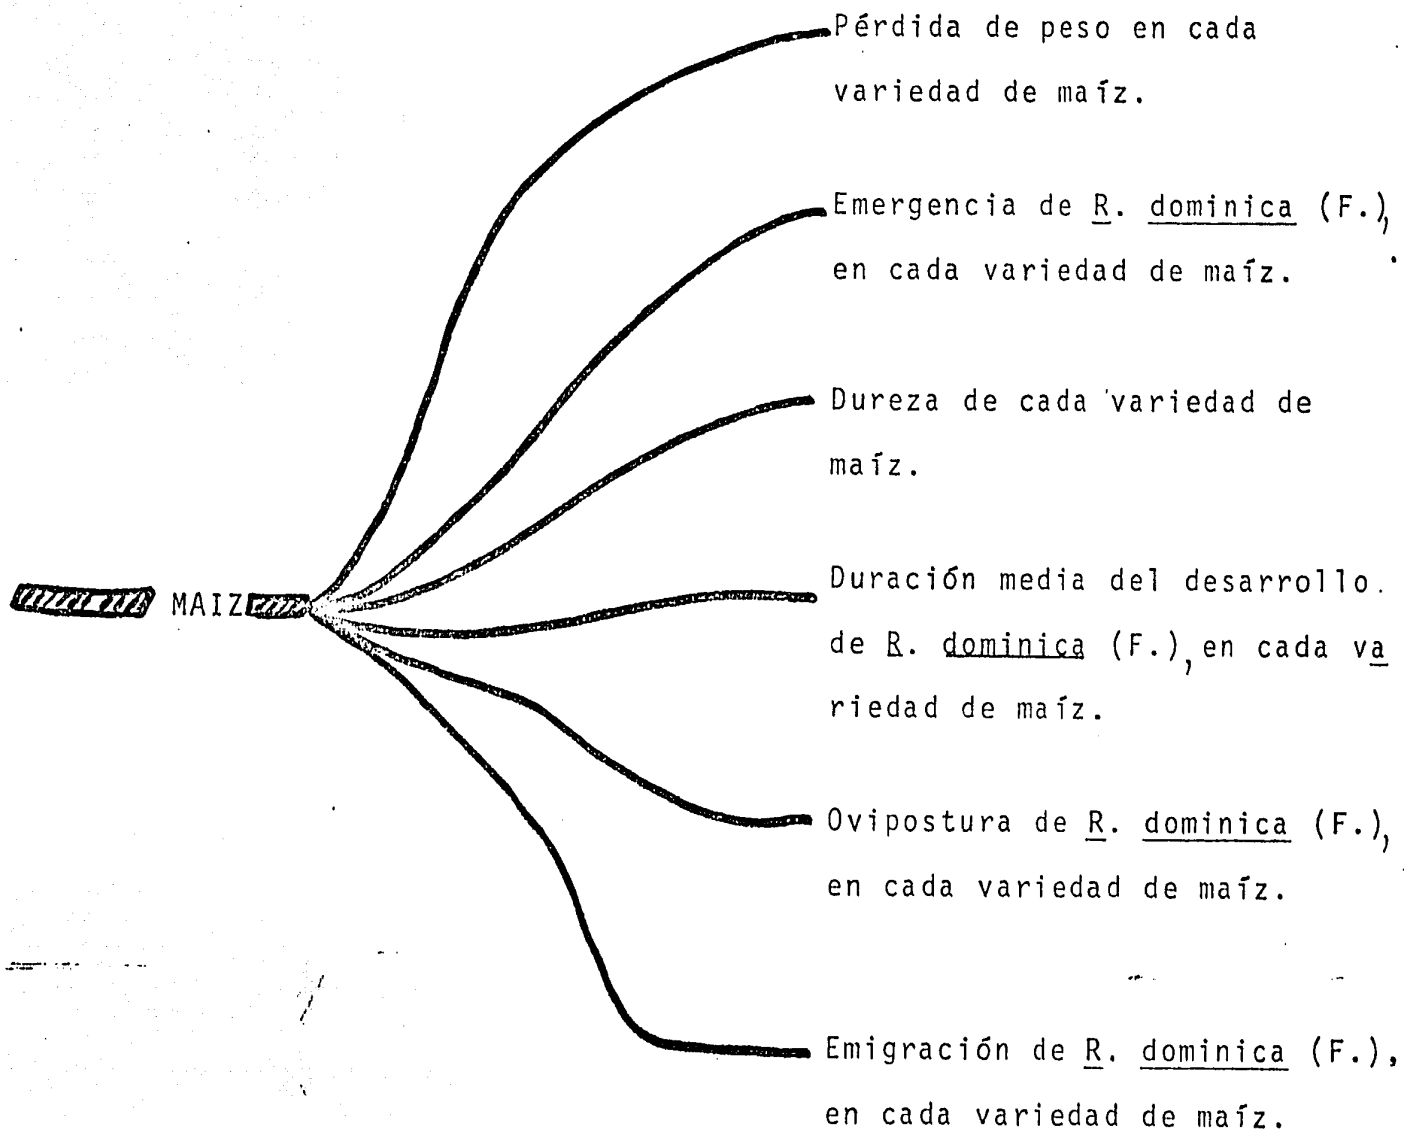 Pérdida de peso en cada
variedad de maíz.
Emergencia de R. dominica (F.),
en cada variedad de maíz.
Dureza de cada variedad de
maíz.
MAIZ
Duración media del desarrollo.
de R. dominica (F.), en cada va
riedad de maíz.
Ovipostura de R. dominica (F.),
en cada variedad de maíz.
Emigración de R. dominica (F.),
en cada variedad de maíz.